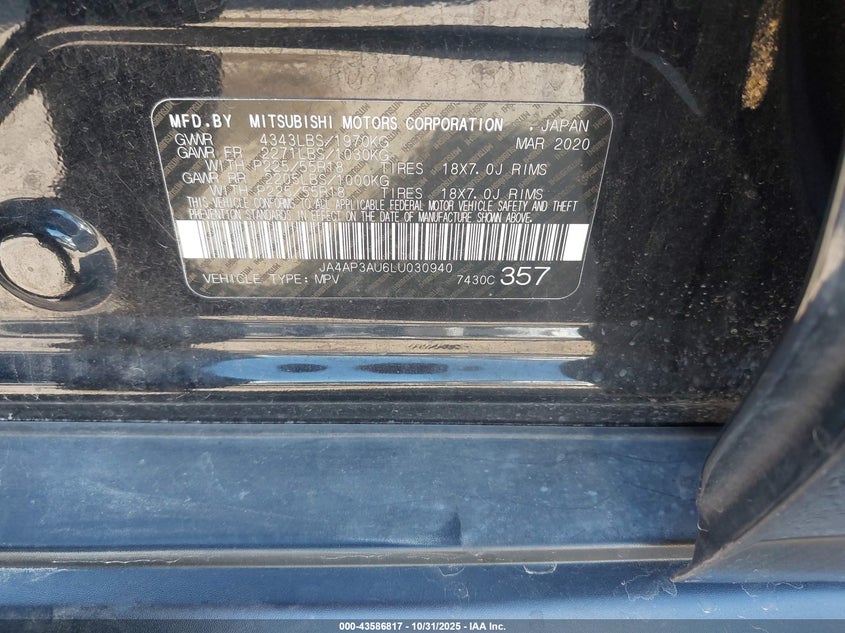 MFD.BY MITSUBISHI MOTORS CORPORATION , JAPAN
GVWR 4343LBS/1970KG MAR 2020
GAWR FR 2271LBS/1030KG
WITH P225/55R18 TIRES 18X7.0J RIMS
GAWR RR 2205LBS/1000KG
WITH P225/55R18 TIRES 18X7.0J RIMS
THIS VEHICLE CONFORMS TO ALL APPLICABLE FEDERAL MOTOR VEHICLE SAFETY AND THEFT
PREVENTION STANDARDS IN EFFECT ON THE DATE OF MANUFACTURE SHOWN ABOVE.
JA4AP3AU6LU030940
VEHICLE TYPE: MPV 7430C 357
000-43586817 - 10/31/2025 - IAA Inc.